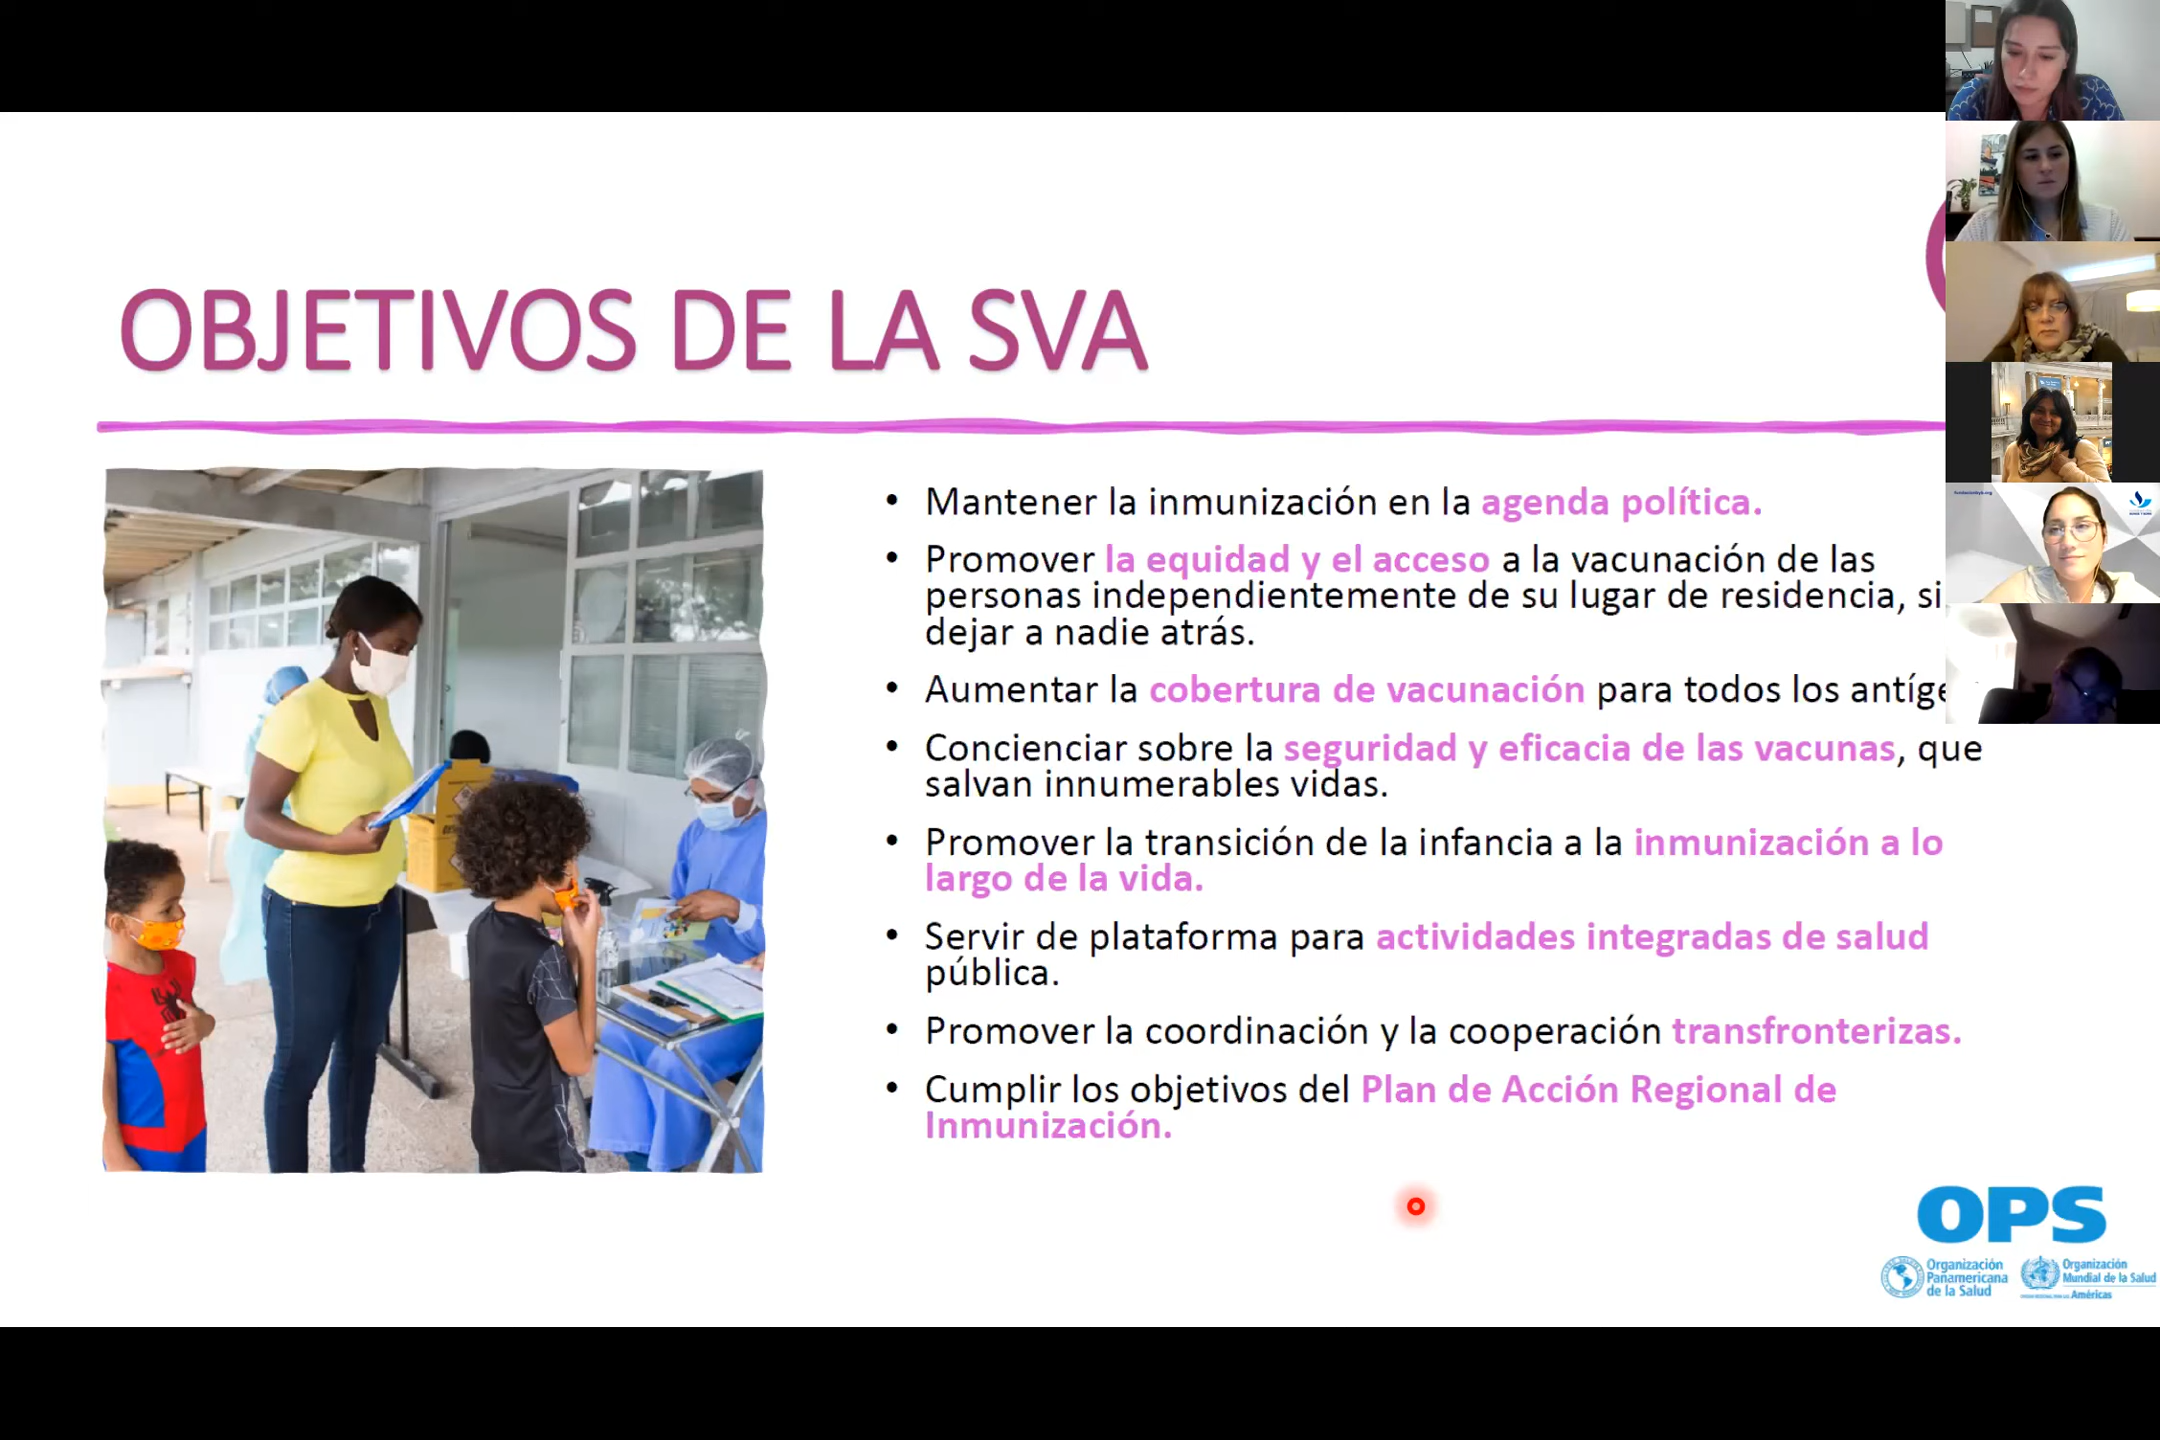 OBJETIVOS DE LA SVA
• Mantener la inmunización en la agenda política.
• Promover la equidad y el acceso a la vacunación de las
personas independientemente de su lugar de residencia, si
dejar a nadie atrás.
• Aumentar la cobertura de vacunación para todos los antíge
• Concienciar sobre la seguridad y eficacia de las vacunas, que
salvan innumerables vidas.
• Promover la transición de la infancia a la inmunización a lo
largo de la vida.
• Servir de plataforma para actividades integradas de salud
pública.
• Promover la coordinación y la cooperación transfronterizas.
• Cumplir los objetivos del Plan de Acción Regional de
Inmunización.
OPS
Organización
Panamericana
de la Salud
Organización
Mundial de la Salud
Américas